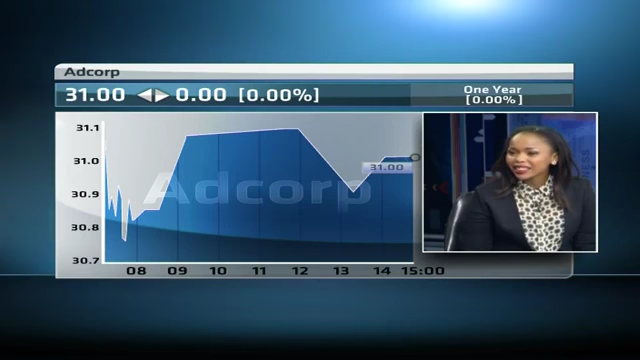 Adcorp
31.00 0.00 [0.00%]
One Year
[0.00%]
31.1
31.0
30.9
30.8
30.7
Adcorp
31.00
08 09 10 11 12 13 14 15:00